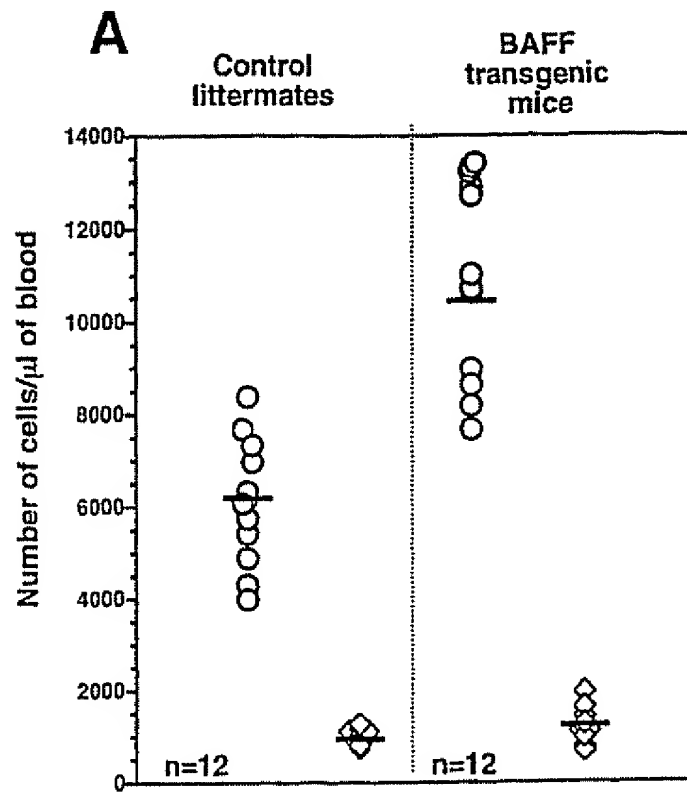 A
Control
littermates
BAFF
transgenic
mice
Number of cells/μl of blood
14000
12000
10000
8000
6000
4000
2000
0
n=12
n=12